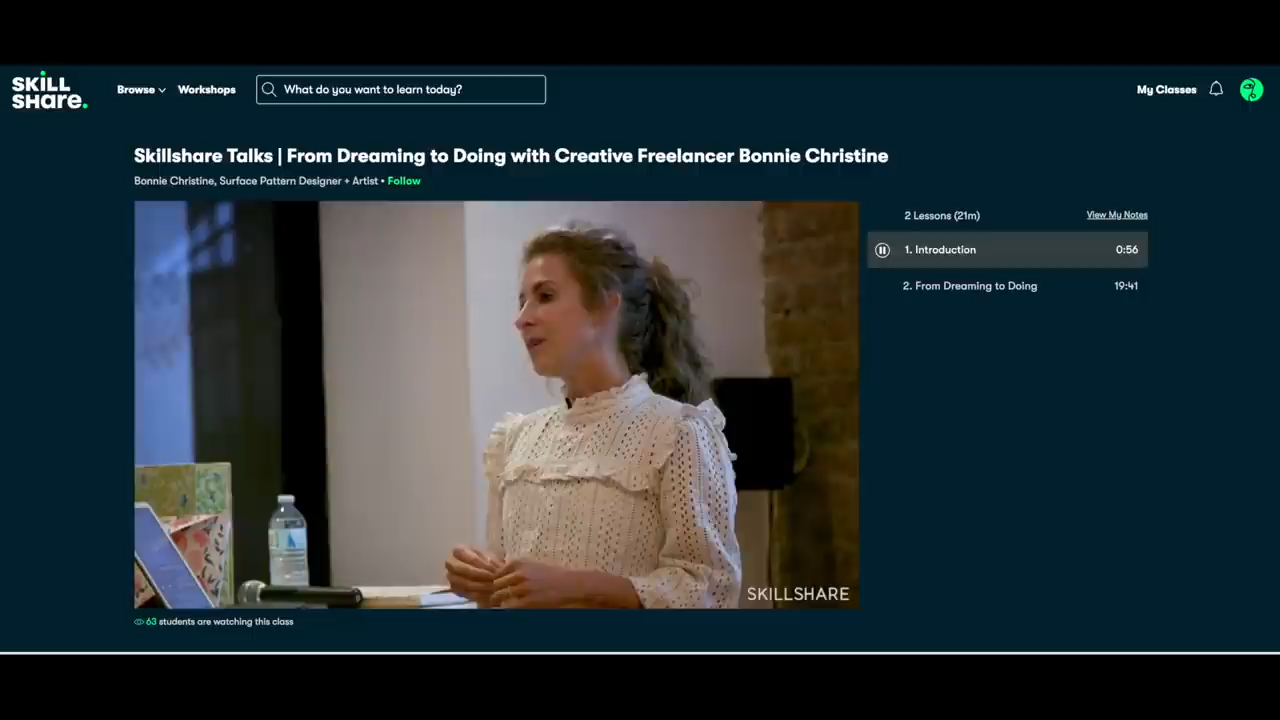 SKILL
SHare.
Browse
Workshops
What do you want to learn today?
My Classes
Skillshare Talks | From Dreaming to Doing with Creative Freelancer Bonnie Christine
Bonnie Christine, Surface Pattern Designer + Artist • Follow
2 Lessons (21m)
View My Notes
1. Introduction
0:56
2. From Dreaming to Doing
19:41
SKILLSHARE
63 students are watching this class